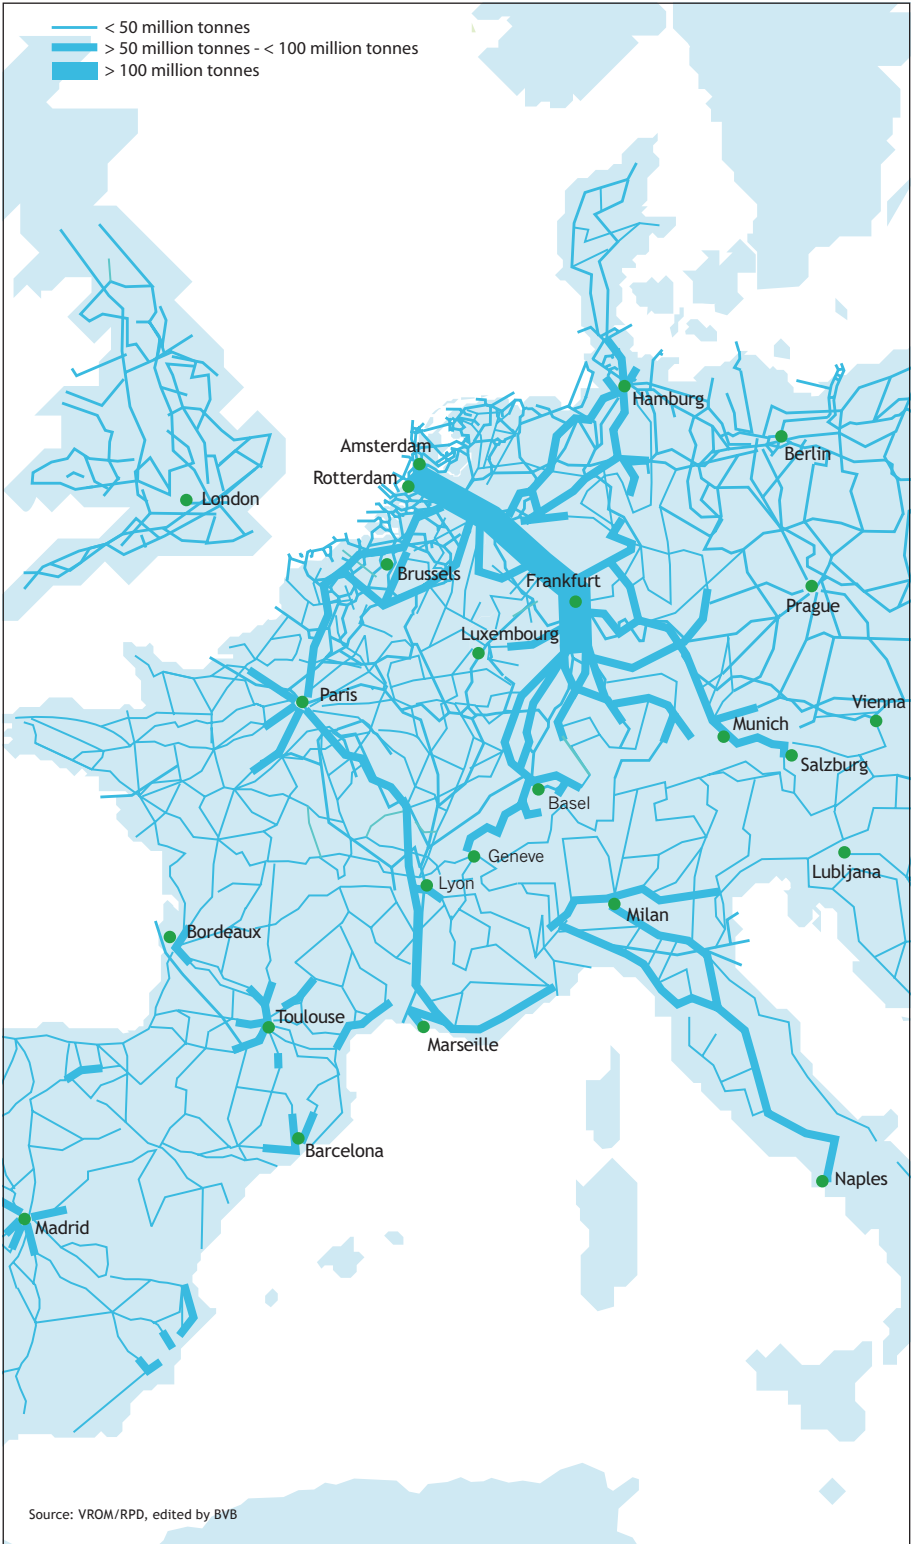 < 50 million tonnes
> 50 million tonnes - < 100 million tonnes
> 100 million tonnes
Hamburg
Amsterdam
Berlin
Rotterdam
London
Brussels
Frankfurt
Prague
Luxembourg
Paris
Vienna
Munich
Salzburg
Basel
Geneve
Lubljana
Lyon
Milan
Bordeaux
Toulouse
Marseille
Barcelona
Naples
Madrid
Source: VROM/RPD, edited by BVB